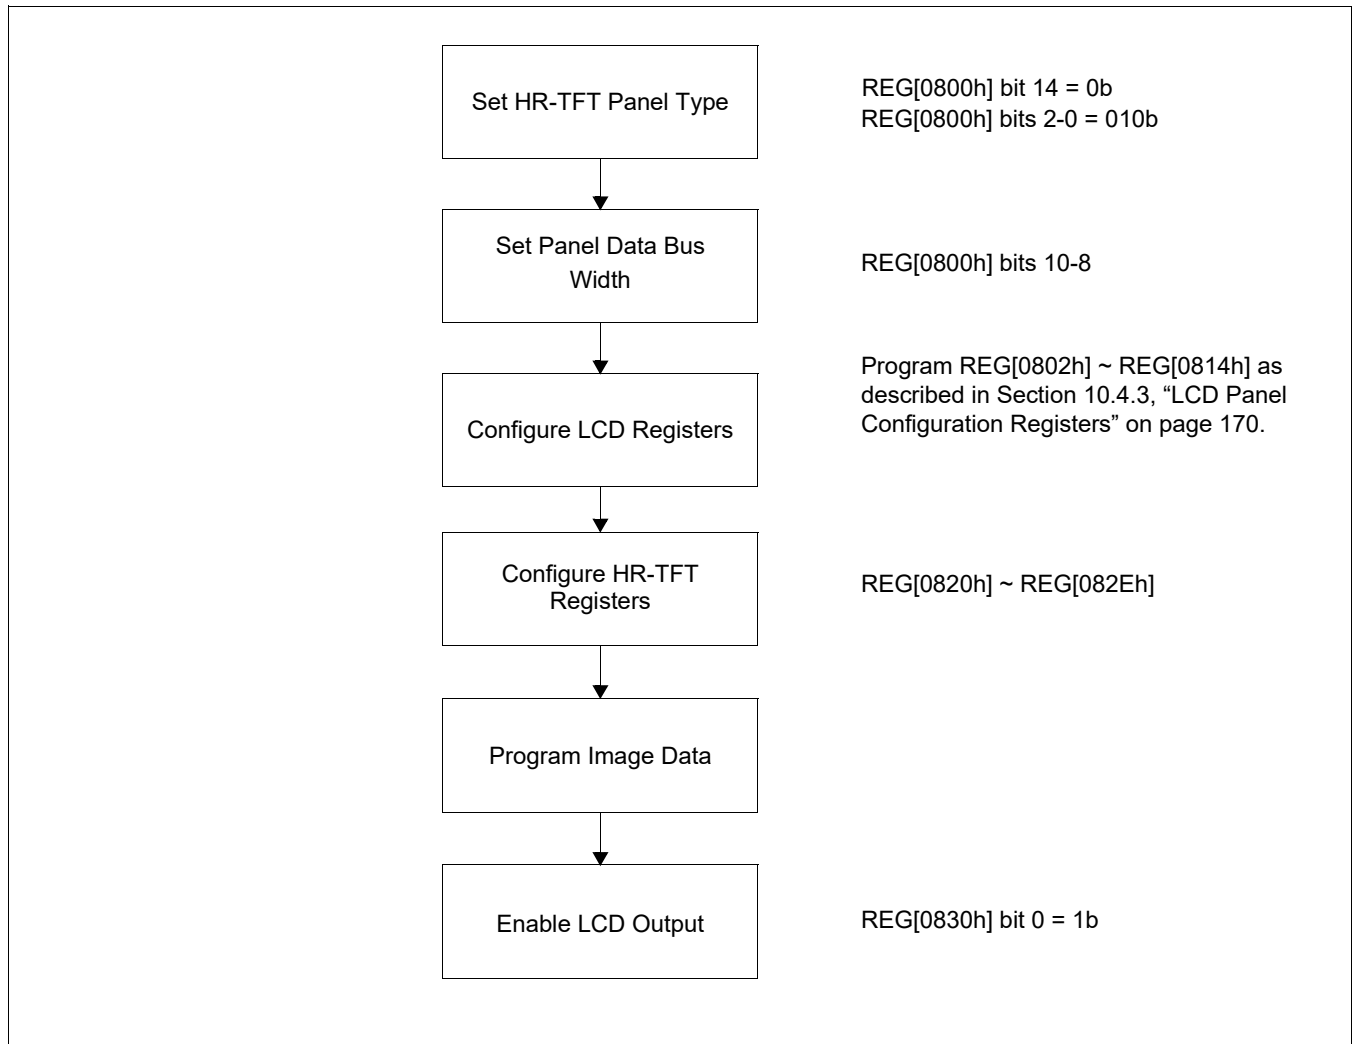 Set HR-TFT Panel Type
REG[0800h] bit 14 = 0b
REG[0800h] bits 2-0 = 010b
Set Panel Data Bus
Width
REG[0800h] bits 10-8
Configure LCD Registers
Program REG[0802h] ~ REG[0814h] as
described in Section 10.4.3, “LCD Panel
Configuration Registers” on page 170.
Configure HR-TFT
Registers
REG[0820h] ~ REG[082Eh]
Program Image Data
Enable LCD Output
REG[0830h] bit 0 = 1b